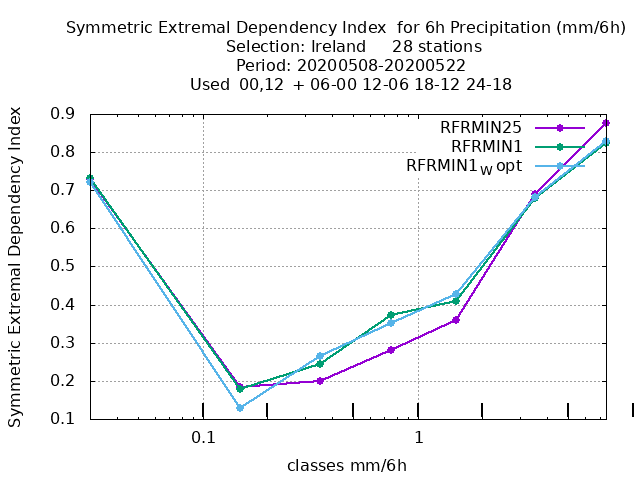 Symmetric Extremal Dependency Index  for 6h Precipitation (mm/6h)
Selection: Ireland     28 stations
Period: 20200508-20200522
Used  00,12  + 06-00 12-06 18-12 24-18
Symmetric Extremal Dependency Index
0.9
0.8
0.7
0.6
0.5
0.4
0.3
0.2
0.1
RFRMIN25
RFRMIN1
RFRMIN1w opt
0.1
1
classes mm/6h